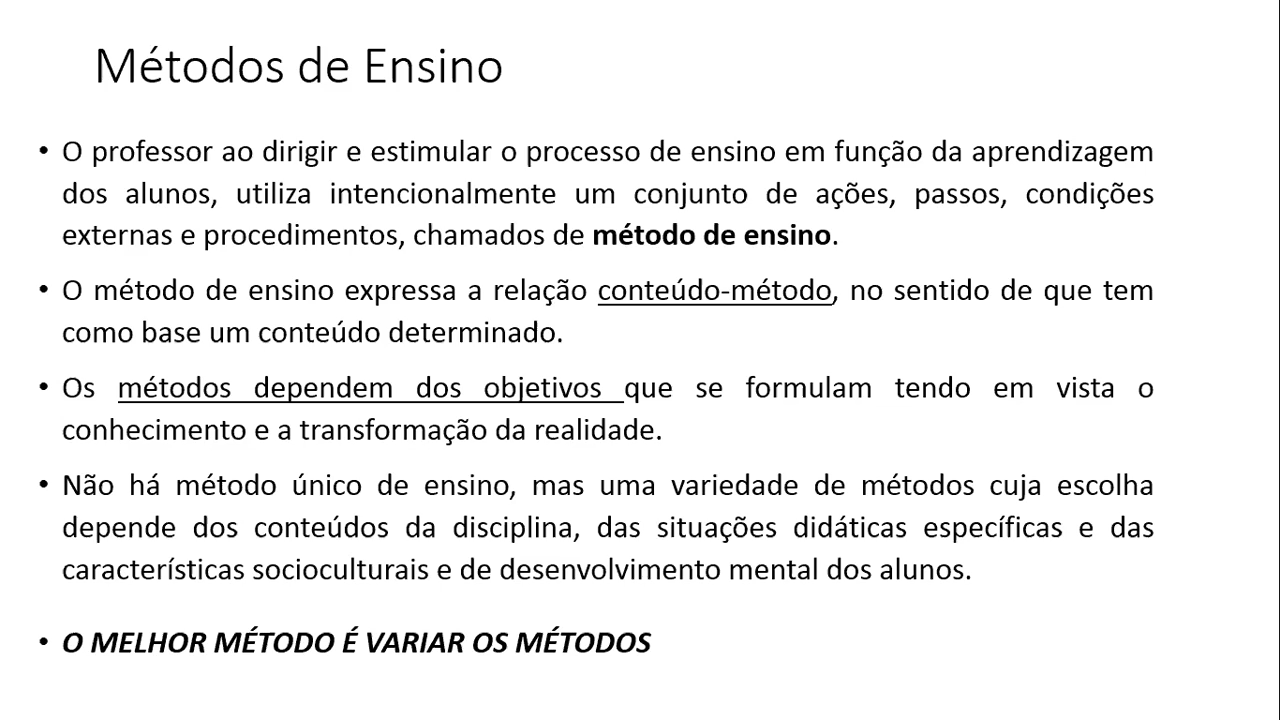 Métodos de Ensino
• O professor ao dirigir e estimular o processo de ensino em função da aprendizagem
dos alunos, utiliza intencionalmente um conjunto de ações, passos, condições
externas e procedimentos, chamados de método de ensino.
• O método de ensino expressa a relação conteúdo-método, no sentido de que tem
como base um conteúdo determinado.
• Os métodos dependem dos objetivos que se formulam tendo em vista o
conhecimento e a transformação da realidade.
• Não há método único de ensino, mas uma variedade de métodos cuja escolha
depende dos conteúdos da disciplina, das situações didáticas específicas e das
características socioculturais e de desenvolvimento mental dos alunos.
• O MELHOR MÉTODO É VARIAR OS MÉTODOS